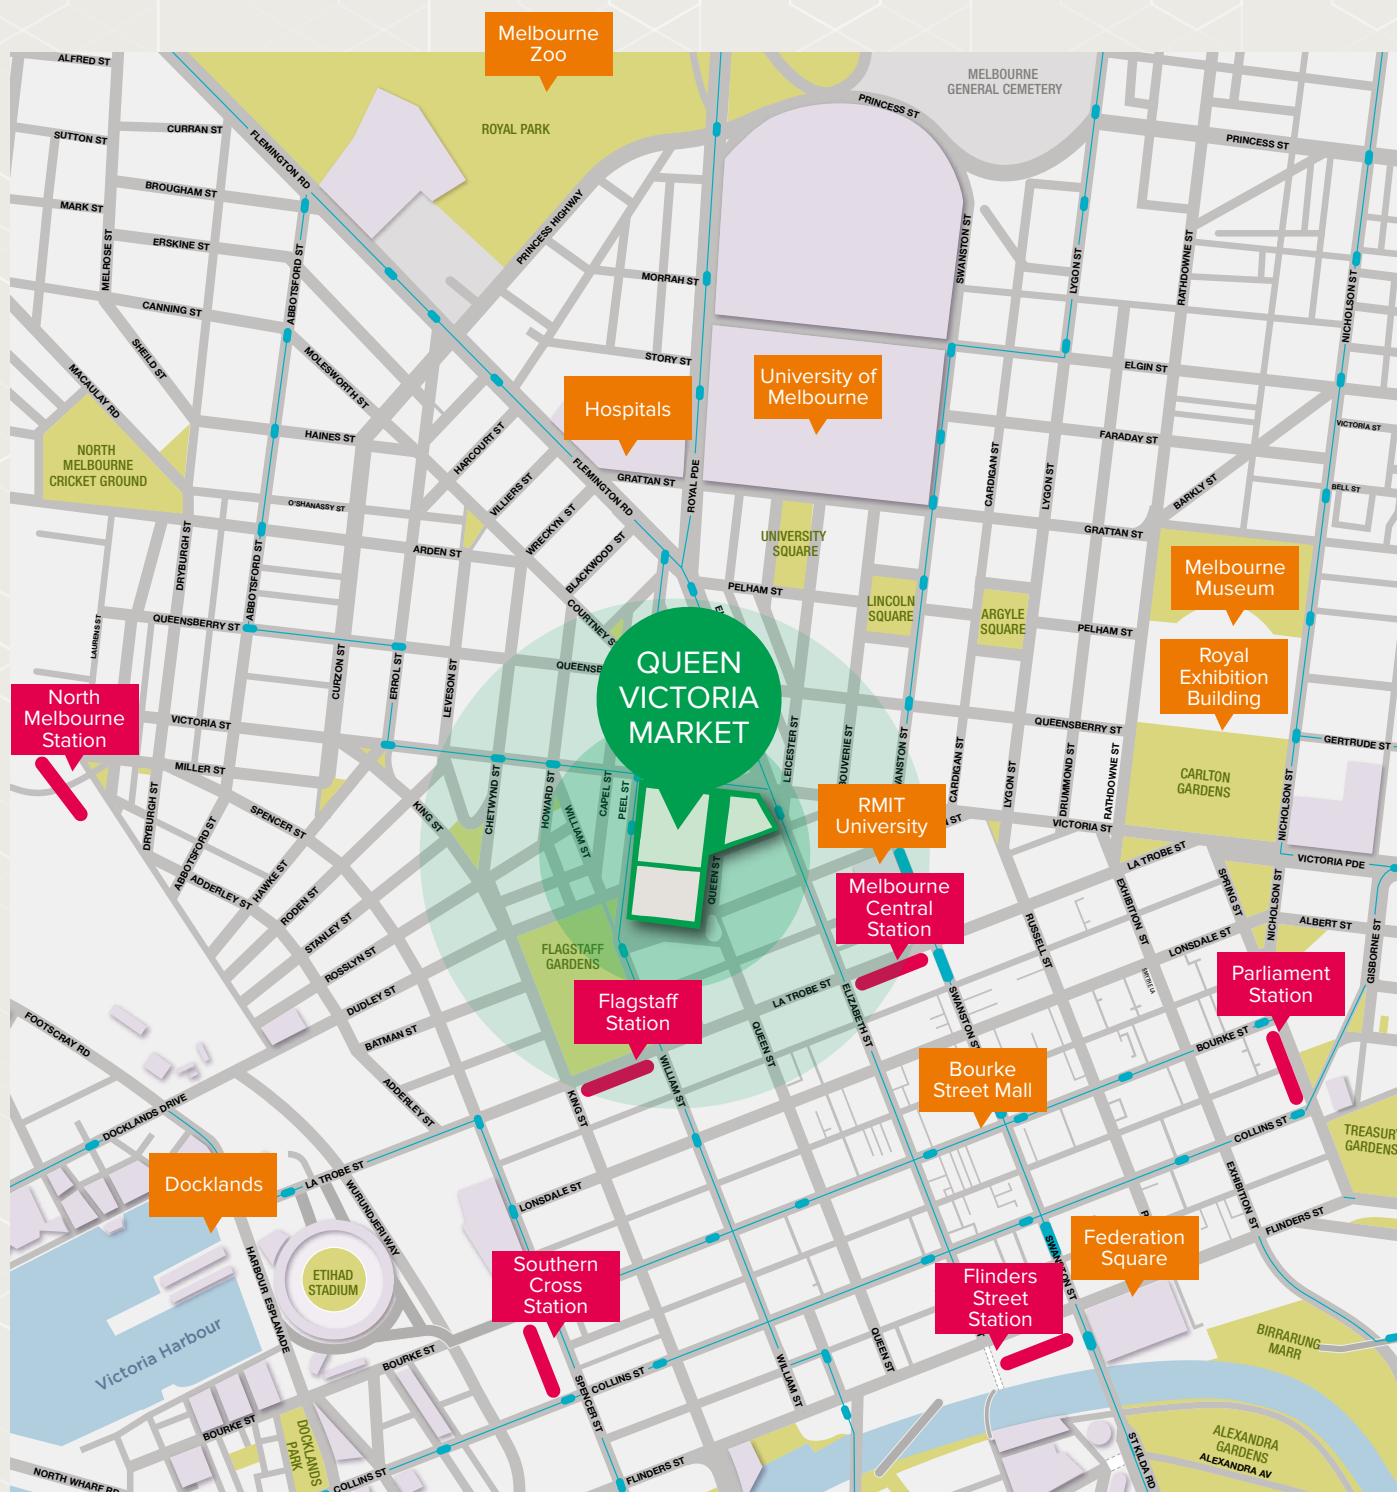 Melbourne
Zoo
ALFRED ST
MELBOURNE
GENERAL CEMETERY
PRINCESS ST
ROYAL PARK
CURRAN ST
SUTTON ST
FLEMINGTON RD
PRINCESS ST
BROUGHAM ST
MARK ST
PRINCESS HIGHWAY
SWANSTON ST
ERSKINE ST
MELROSE ST
ABBOTSFORD ST
LYGON ST
RATHDOWNE ST
NICHOLSON ST
MORRAH ST
CANNING ST
SHEILD ST
MOLESWORTH ST
STORY ST
ELGIN ST
MACAULAY RD
University of
Melbourne
Hospitals
HAINES ST
HARCOURT ST
FARADAY ST
VICTORIA ST
NORTH
MELBOURNE
CRICKET GROUND
FLEMINGTON RD
GRATTAN ST
ROYAL PDE
CARDIGAN ST
LYGON ST
BARKLY ST
BELL ST
VILLIERS ST
O'SHANASSY ST
WRECKYN ST
GRATTAN ST
DRYBURGH ST
ABBOTSFORD ST
ARDEN ST
BLACKWOOD ST
UNIVERSITY
SQUARE
PELHAM ST
Melbourne
Museum
LINCOLN
SQUARE
ARGYLE
SQUARE
COURTNEY S
PELHAM ST
LAURENS ST
QUEENSBERRY ST
CURZON ST
ERROL ST
LEVESON ST
QUEENSB
QUEEN
VICTORIA
MARKET
Royal
Exhibition
Building
North
Melbourne
Station
VICTORIA ST
QUEENSBERRY ST
LEICESTER ST
OUVERIE ST
ANSTON ST
CARDIGAN ST
LYGON ST
DRUMMOND ST
RATHDOWNE ST
GERTRUDE ST
CARLTON
GARDENS
NICHOLSON ST
MILLER ST
DRYBURGH ST
ABBOTSFORD ST
SPENCER ST
KING ST
CHETWYND ST
HOWARD ST
WILLIAM ST
CAPEL ST
PEEL ST
QUEEN ST
RMIT
University
VICTORIA ST
LA TROBE ST
VICTORIA PDE
ADDERLEY ST
HAWKE ST
RODEN ST
Melbourne
Central
Station
EXHIBITION ST
SPRING ST
NICHOLSON ST
ALBERT ST
STANLEY ST
RUSSELL ST
LONSDALE ST
GISBORNE ST
ROSSLYN ST
FLAGSTAFF
GARDENS
Parliament
Station
DUDLEY ST
Flagstaff
Station
LA TROBE ST
ELIZABETH ST
SWANSTON S
FOOTSCRAY RD
BATMAN ST
QUEEN ST
BOURKE ST
ADDERLEY ST
KING ST
WILLIAM ST
Bourke
Street Mall
DOCKLANDS DRIVE
COLLINS ST
TREASUR
GARDENS
Docklands
LA TROBE ST
WURUNDJERI WAY
LONSDALE ST
EXHIBITION ST
FLINDERS ST
HARBOUR ESPLANADE
ETIHAD
STADIUM
Southern
Cross
Station
SWANSTON ST
Federation
Square
Flinders
Street
Station
Victoria Harbour
BOURKE ST
QUEEN ST
BIRRARUNG
MARR
COLLINS ST
SPENCER ST
WILLIAM ST
BOURKE ST
DOCKLANDS
PARK
ST KILDA RD
ALEXANDRA
GARDENS
ALEXANDRA AV
NORTH WHARF RD
COLLINS ST
FLINDERS ST